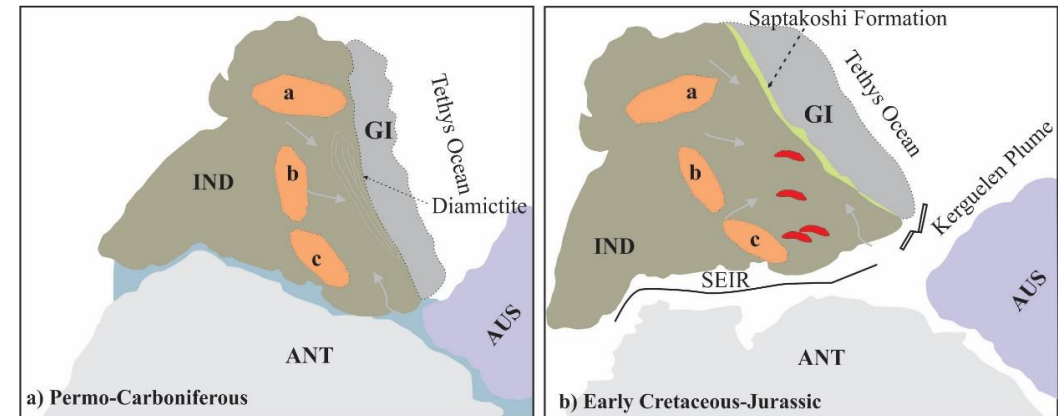 a
GI
Tethys Ocean
b
IND
Diamictite
c
ANT
AUS
a) Permo-Carboniferous
Saptakoshi Formation
a
GI
Tethys Ocean
b
Kerguelen Plume
c
IND
SEIR
AUS
ANT
b) Early Cretaceous-Jurassic